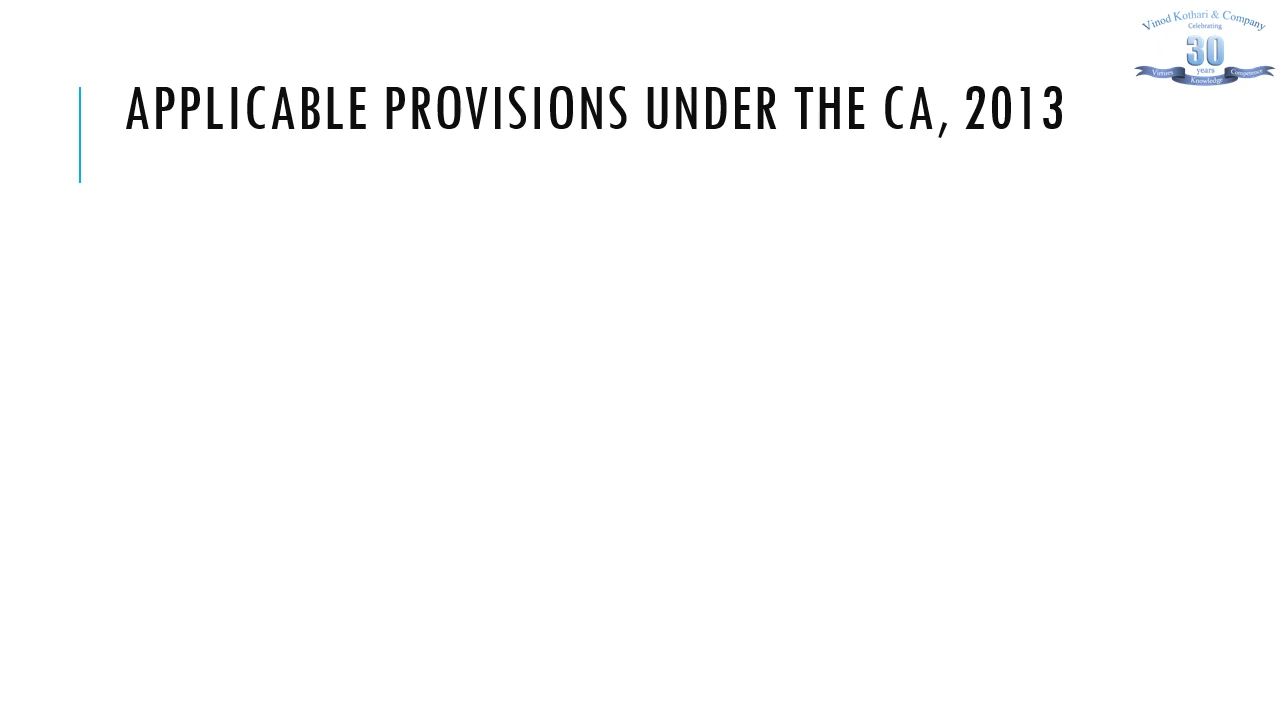 Vinod Kothari & Company
Celebrating
30
years
Virtues Knowledge Competence
APPLICABLE PROVISIONS UNDER THE CA, 2013